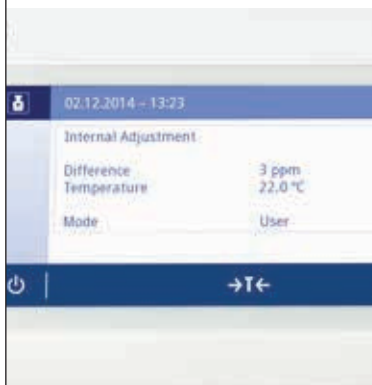 02.12.2014 – 13:23
Internal Adjustment
Difference 3 ppm
Temperature 22.0 °C
Mode User
→T←